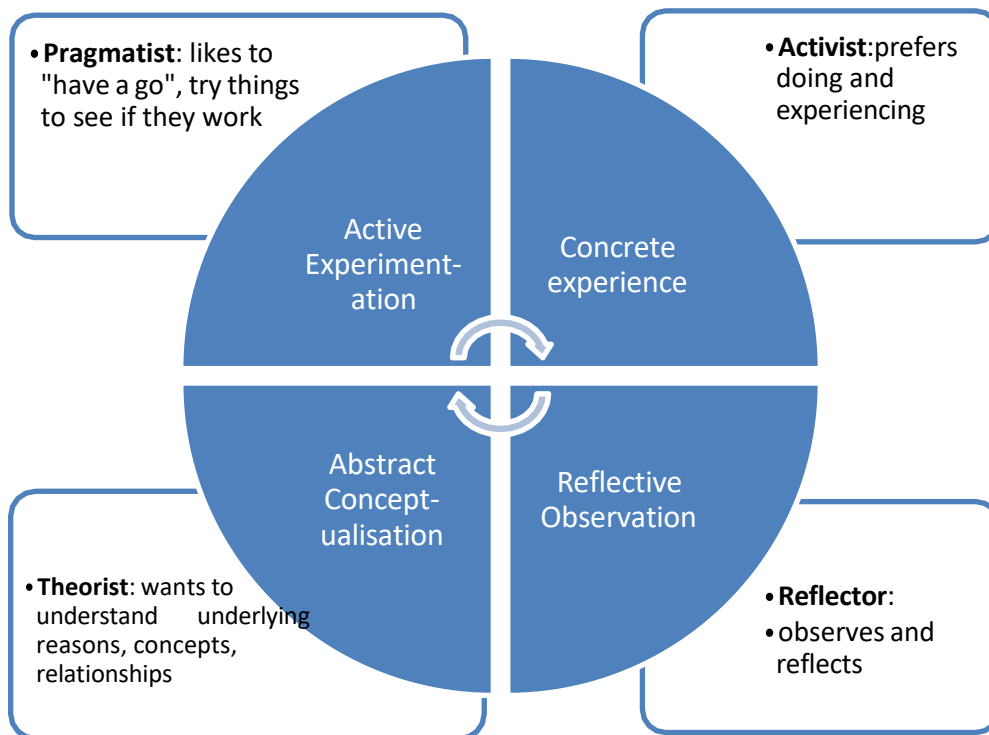 • Pragmatist: likes to
"have a go", try things
to see if they work
• Activist:prefers
doing and
experiencing
Active
Experiment-
ation
Concrete
experience
Abstract
Concept-
ualisation
Reflective
Observation
• Theorist: wants to
understand underlying
reasons, concepts,
relationships
• Reflector:
• observes and
reflects